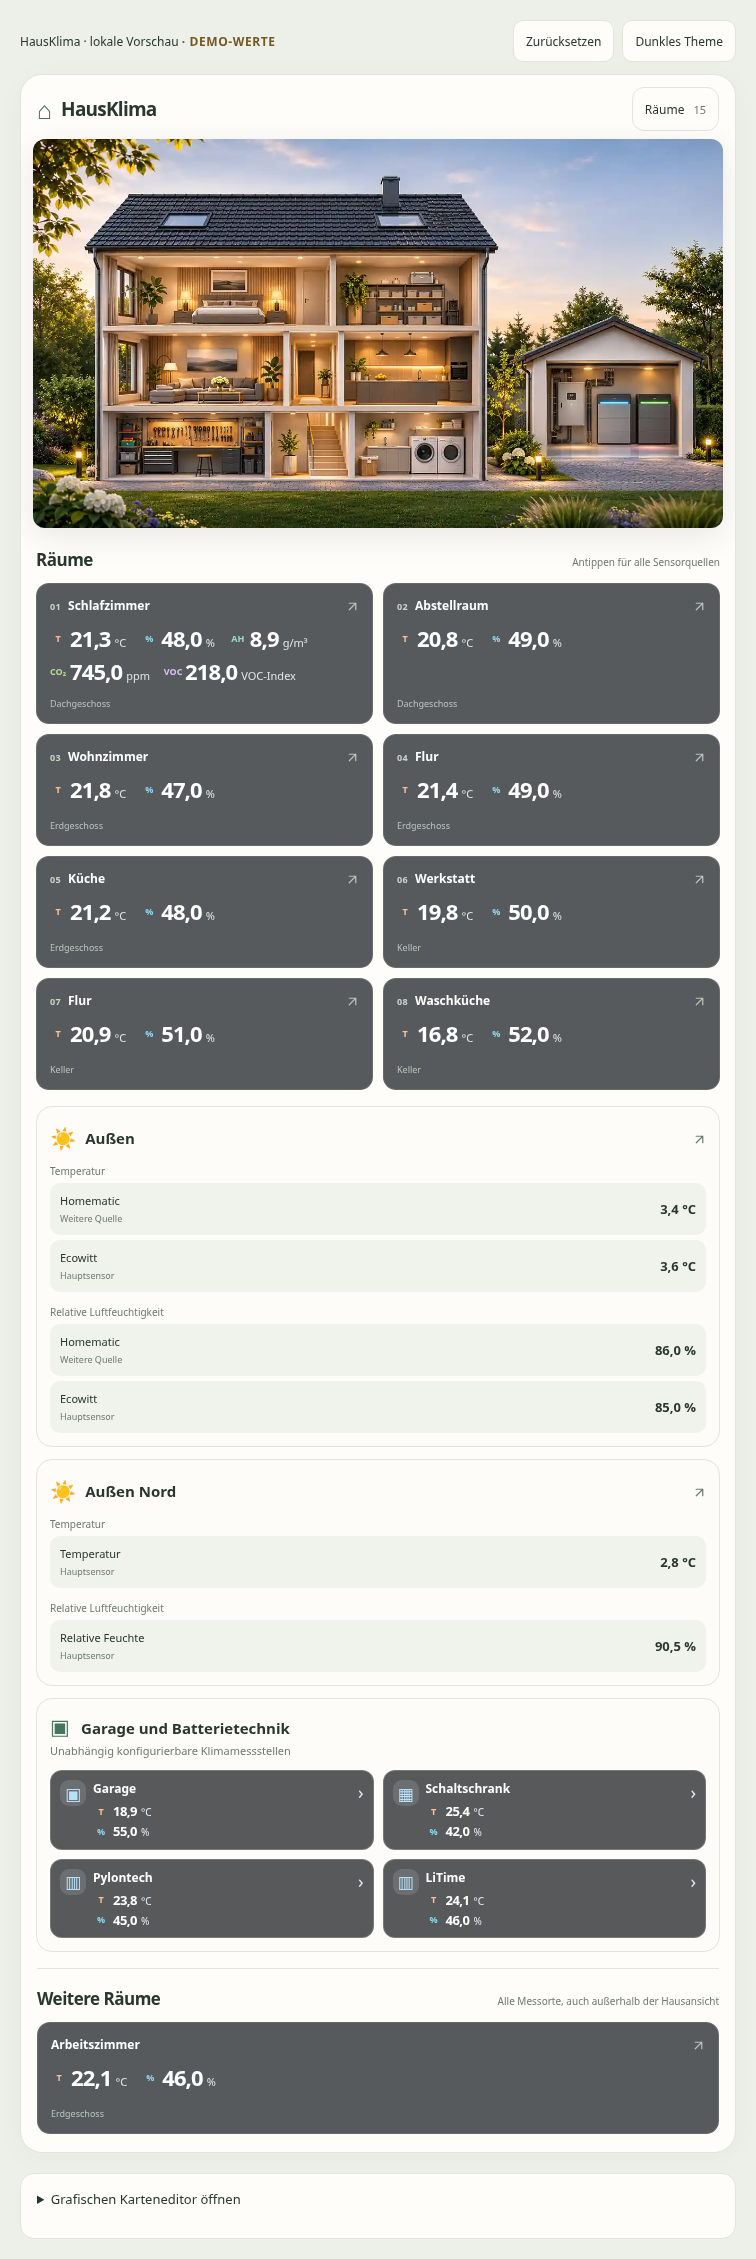 HausKlima · lokale Vorschau · DEMO-WERTE
Zurücksetzen
Dunkles Theme
HausKlima
Räume 15
Räume
Antippen für alle Sensorquellen
01 Schlafzimmer
T 21,3 °C % 48,0 % AH 8,9 g/m³
CO₂ 745,0 ppm VOC 218,0 VOC-Index
Dachgeschoss
02 Abstellraum
T 20,8 °C % 49,0 %
Dachgeschoss
03 Wohnzimmer
T 21,8 °C % 47,0 %
Erdgeschoss
04 Flur
T 21,4 °C % 49,0 %
Erdgeschoss
05 Küche
T 21,2 °C % 48,0 %
Erdgeschoss
06 Werkstatt
T 19,8 °C % 50,0 %
Keller
07 Flur
T 20,9 °C % 51,0 %
Keller
08 Waschküche
T 16,8 °C % 52,0 %
Keller
Außen
Temperatur
Homematic
Weitere Quelle
3,4 °C
Ecowitt
Hauptsensor
3,6 °C
Relative Luftfeuchtigkeit
Homematic
Weitere Quelle
86,0 %
Ecowitt
Hauptsensor
85,0 %
Außen Nord
Temperatur
Temperatur
Hauptsensor
2,8 °C
Relative Luftfeuchtigkeit
Relative Feuchte
Hauptsensor
90,5 %
Garage und Batterietechnik
Unabhängig konfigurierbare Klimamessstellen
Garage
T 18,9 °C
% 55,0 %
Schaltschrank
T 25,4 °C
% 42,0 %
Pylontech
T 23,8 °C
% 45,0 %
LiTime
T 24,1 °C
% 46,0 %
Weitere Räume
Alle Messorte, auch außerhalb der Hausansicht
Arbeitszimmer
T 22,1 °C % 46,0 %
Erdgeschoss
Grafischen Karteneditor öffnen